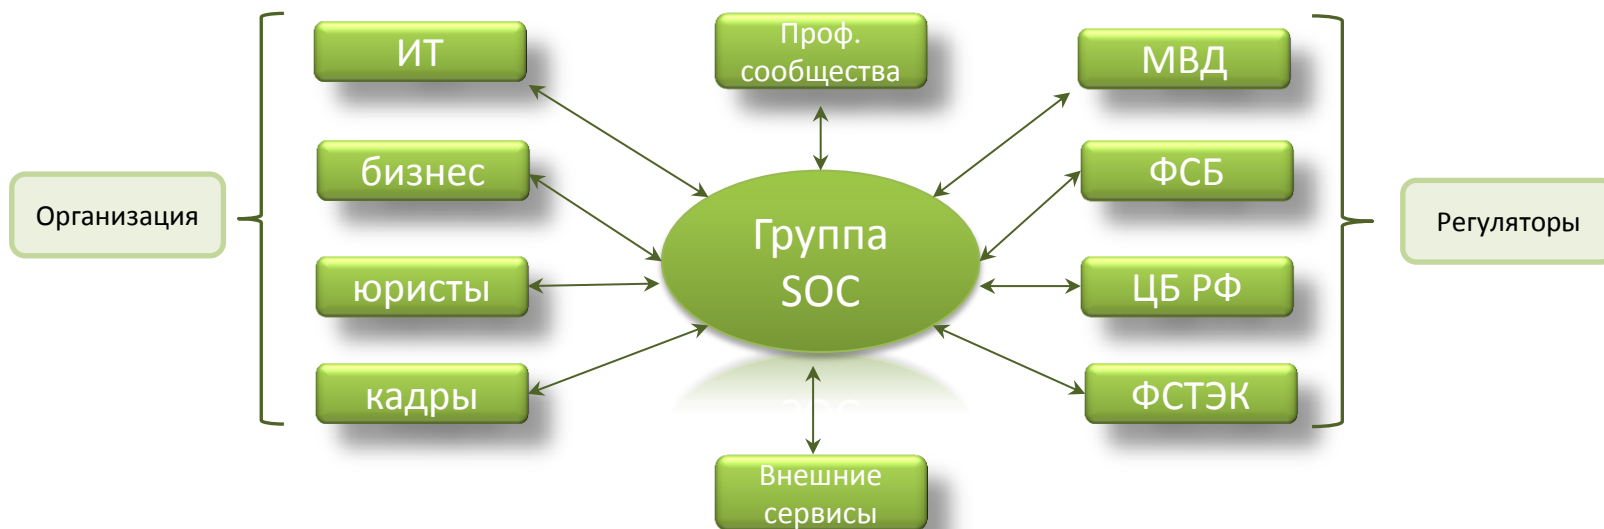 Организация
ИТ
бизнес
юристы
кадры
Проф.
сообщества
Группа
SOC
Внешние
сервисы
МВД
ФСБ
ЦБ РФ
ФСТЭК
Регуляторы